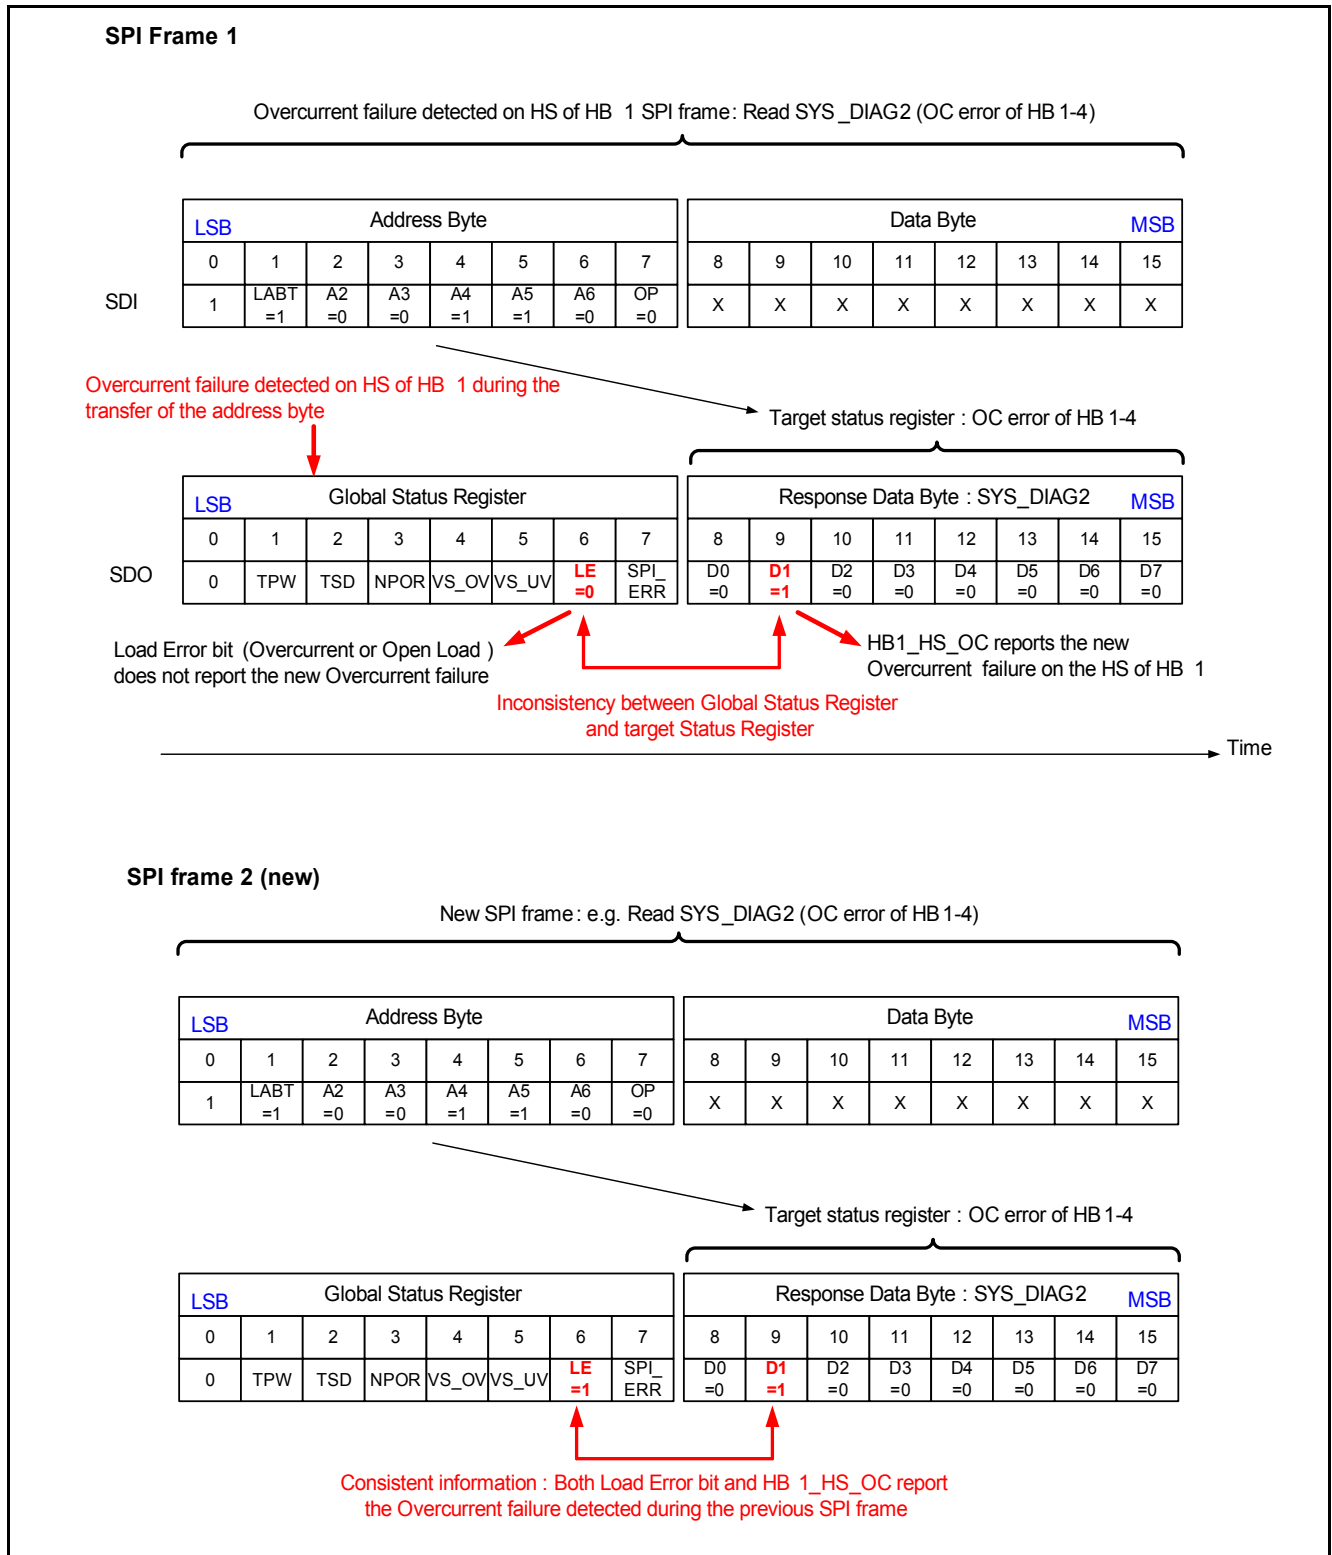 SPI Frame 1
Overcurrent failure detected on HS of HB 1 SPI frame: Read SYS_DIAG2 (OC error of HB 1-4)
LSB Address Byte Data Byte MSB
0 1 2 3 4 5 6 7 8 9 10 11 12 13 14 15
SDI 1 LABT =1 A2 =0 A3 =0 A4 =1 A5 =1 A6 =0 OP =0 X X X X X X X X
Overcurrent failure detected on HS of HB 1 during the
transfer of the address byte
Target status register : OC error of HB 1-4
LSB Global Status Register Response Data Byte : SYS_DIAG2 MSB
0 1 2 3 4 5 6 7 8 9 10 11 12 13 14 15
SDO 0 TPW TSD NPOR VS_OV VS_UV LE =0 SPI_ ERR D0 =0 D1 =1 D2 =0 D3 =0 D4 =0 D5 =0 D6 =0 D7 =0
Load Error bit (Overcurrent or Open Load )
does not report the new Overcurrent failure
HB1_HS_OC reports the new
Overcurrent failure on the HS of HB 1
Inconsistency between Global Status Register
and target Status Register
Time
SPI frame 2 (new)
New SPI frame: e.g. Read SYS_DIAG2 (OC error of HB 1-4)
LSB Address Byte Data Byte MSB
0 1 2 3 4 5 6 7 8 9 10 11 12 13 14 15
1 LABT =1 A2 =0 A3 =0 A4 =1 A5 =1 A6 =0 OP =0 X X X X X X X X
Target status register : OC error of HB 1-4
LSB Global Status Register Response Data Byte : SYS_DIAG2 MSB
0 1 2 3 4 5 6 7 8 9 10 11 12 13 14 15
0 TPW TSD NPOR VS_OV VS_UV LE =1 SPI_ ERR D0 =0 D1 =1 D2 =0 D3 =0 D4 =0 D5 =0 D6 =0 D7 =0
Consistent information : Both Load Error bit and HB 1_HS_OC report
the Overcurrent failure detected during the previous SPI frame